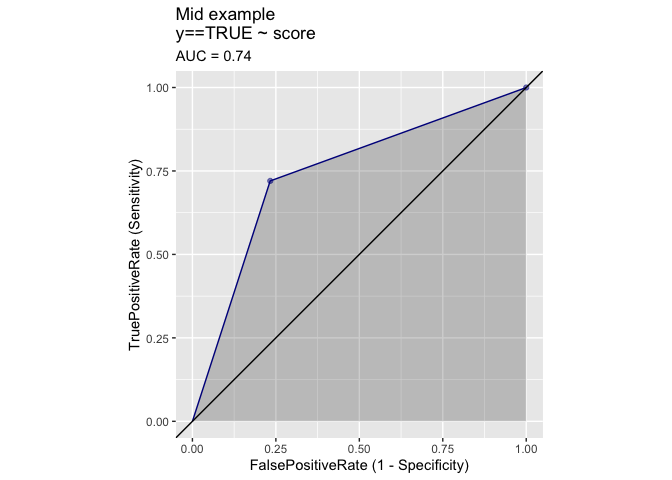 Mid example
y==TRUE ~ score
AUC = 0.74
TruePositiveRate (Sensitivity)
1.00
0.75
0.50
0.25
0.00
0.00 0.25 0.50 0.75 1.00
FalsePositiveRate (1 - Specificity)